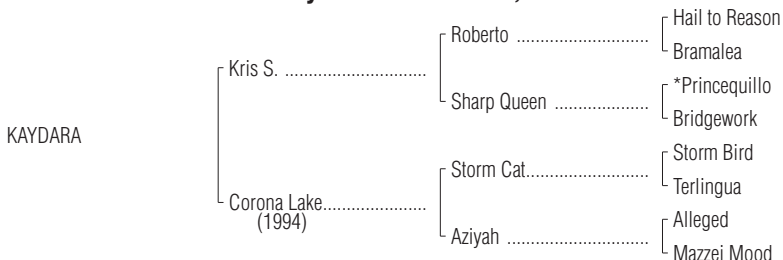 Hail to Reason
Roberto ..............................
Bramalea
Kris S. ................................
*Princequillo
Sharp Queen .....................
Bridgework
KAYDARA
Storm Bird
Storm Cat............................
Terlingua
Corona Lake........................
(1994)
Alleged
Aziyah ................................
Mazzei Mood